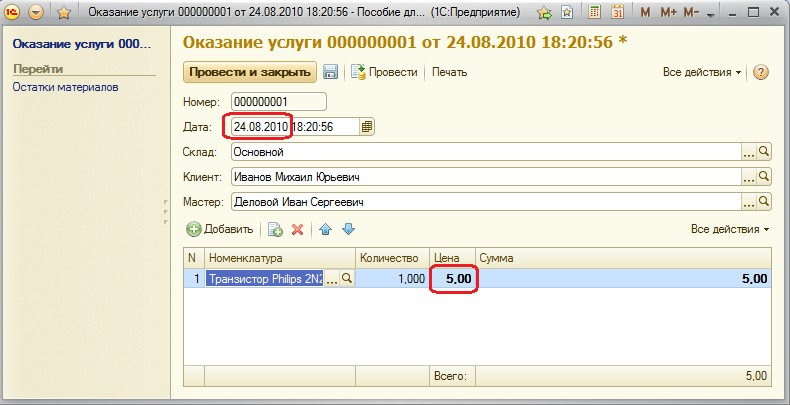 Оказание услуги 000000001 от 24.08.2010 18:20:56 - Пособие дл... (1С:Предприятие)
M M+ M-
31
Оказание услуги 000...
Перейти
Остатки материалов
Оказание услуги 000000001 от 24.08.2010 18:20:56 *
Провести и закрыть Провести Печать Все действия
Номер: 000000001
Дата: 24.08.2010 18:20:56
Склад: Основной
Клиент: Иванов Михаил Юрьевич
Мастер: Деловой Иван Сергеевич
Добавить Все действия
N Номенклатура Количество Цена Сумма
1 Транзистор Philips 2N2 ... 1,000 5,00 5,00
Всего: 5,00